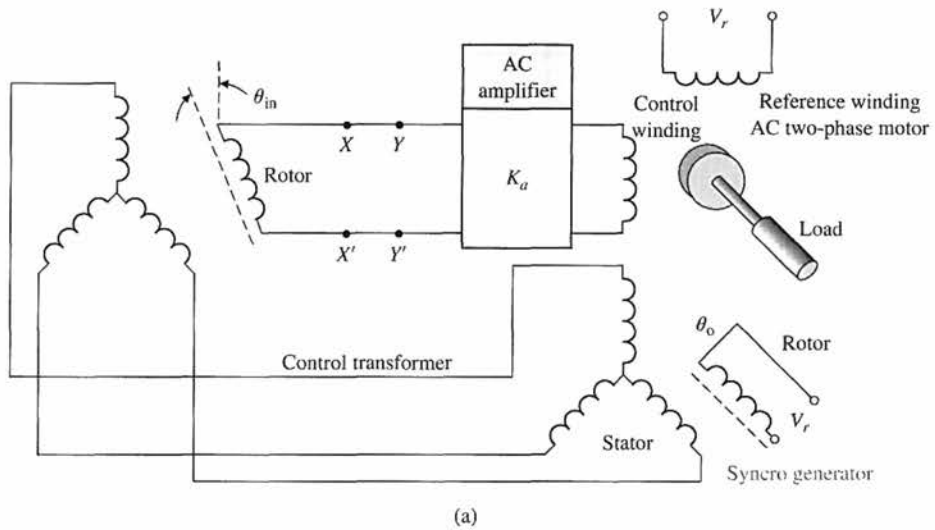 V_r
AC
amplifier
θ_in
Control
winding
Reference winding
AC two-phase motor
X
Y
Rotor
K_a
Load
X'
Y'
θ_o
Rotor
Control transformer
V_r
Stator
Syncro generator
(a)